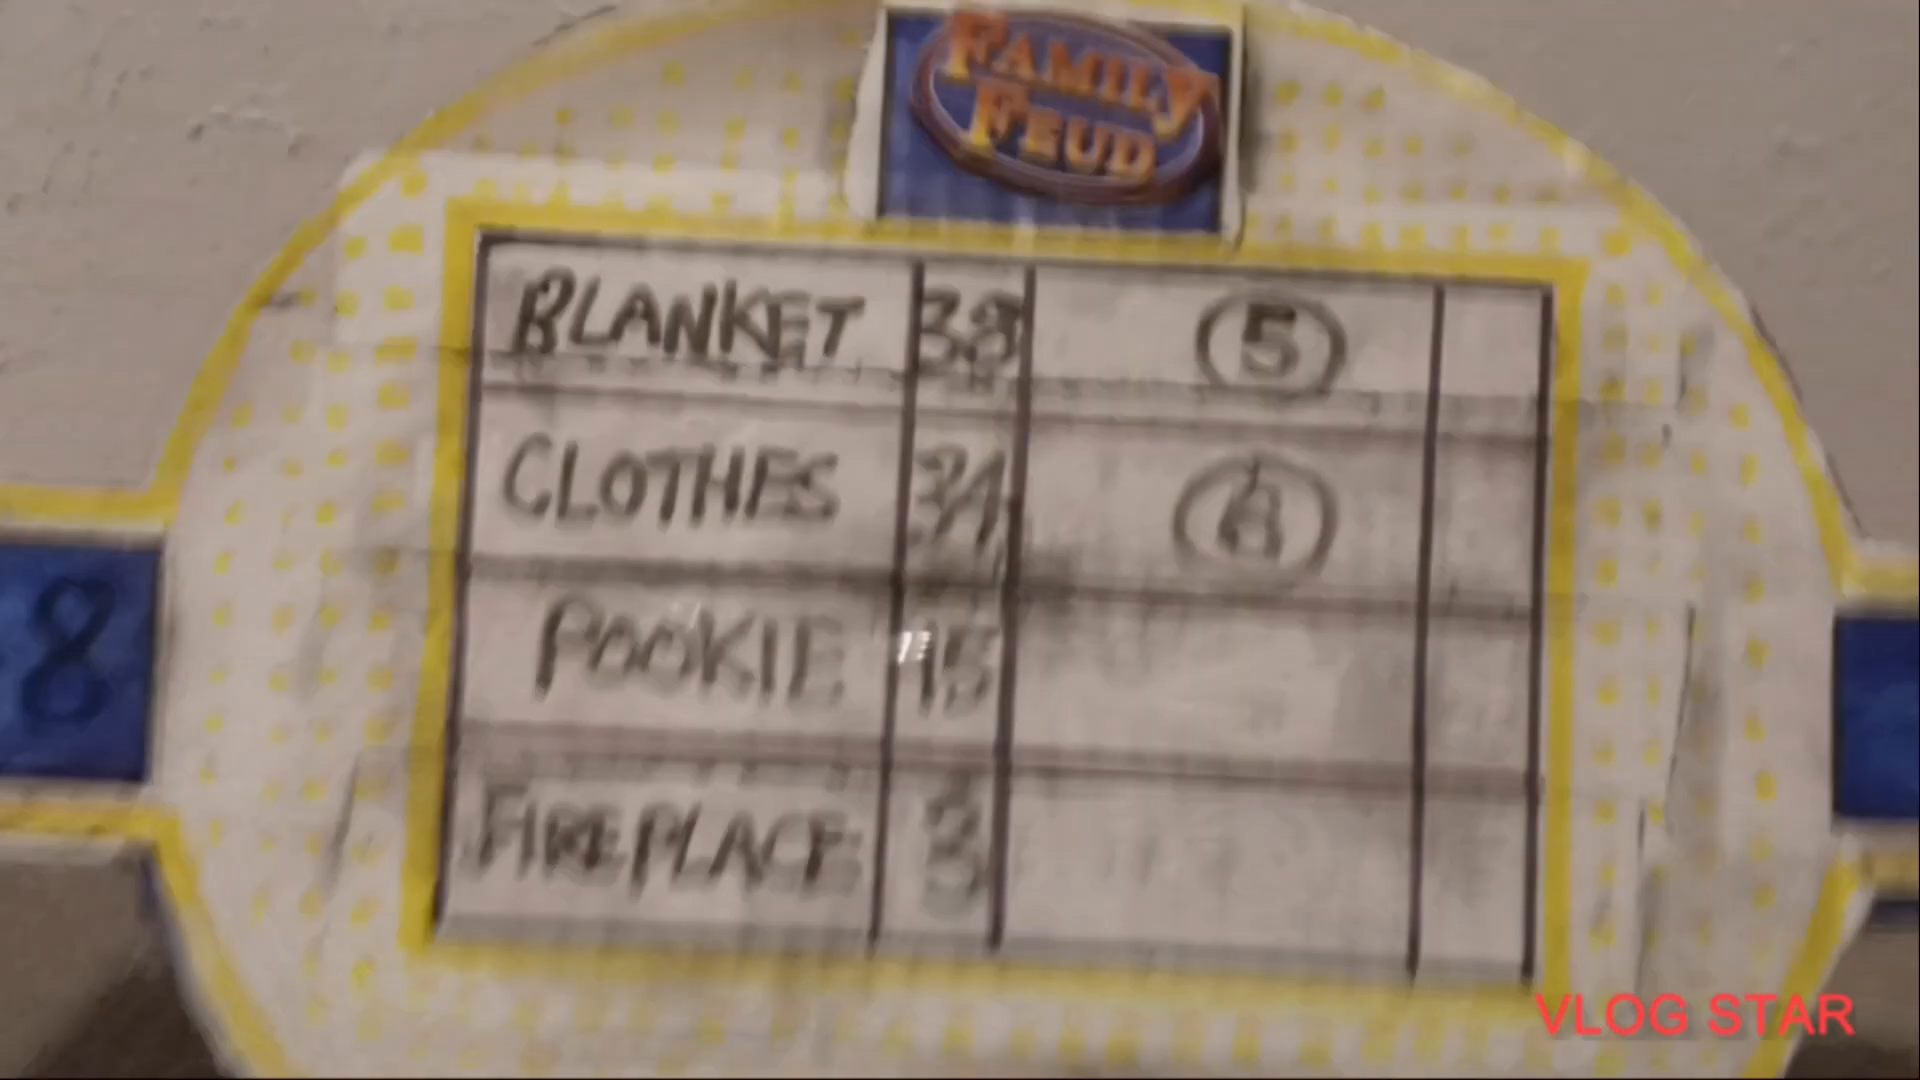 FAMILY
FEUD
BLANKET 38 5
CLOTHES 34
POOKIE 15
FIREPLACE 3
8
VLOG STAR